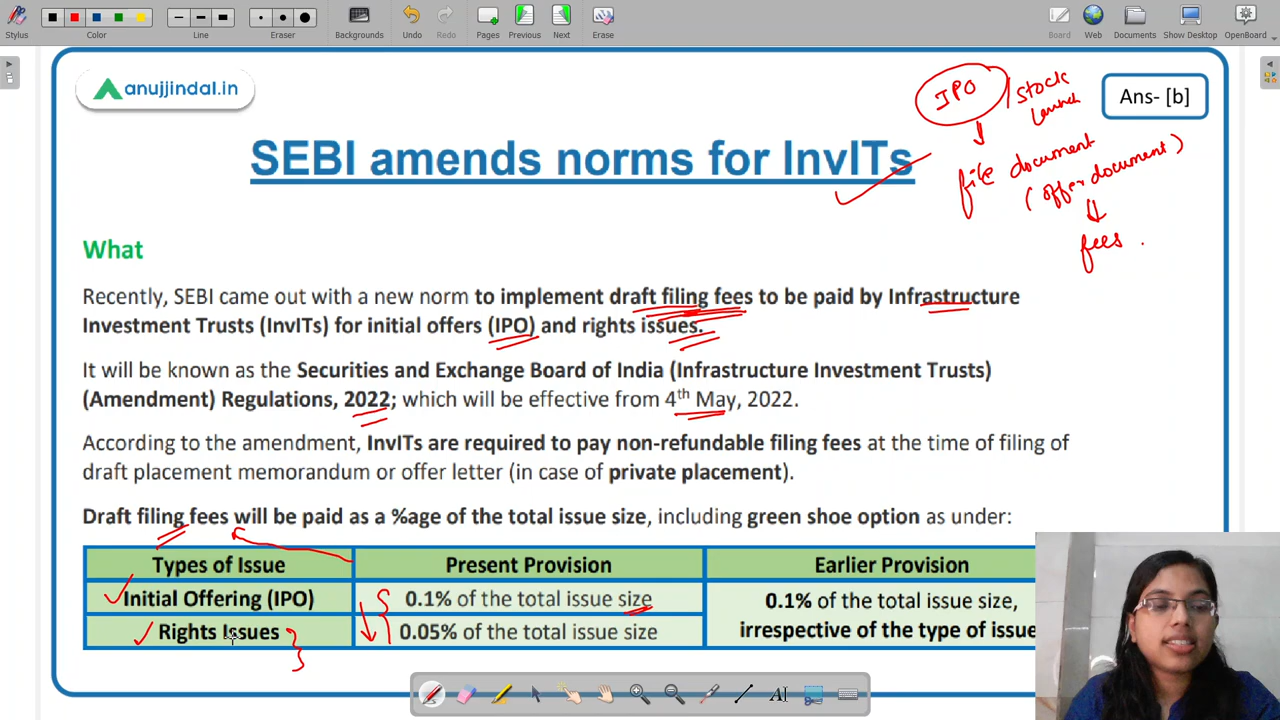 Stylus
Color
Line
Eraser
Backgrounds
Undo
Redo
Pages
Previous
Next
Erase
Board
Web
Documents
Show Desktop
OpenBoard
anujjindal.in
IPO
Stock
Launch
Ans- [b]
SEBI amends norms for InvITs
file document
(offer document)
fees
What
Recently, SEBI came out with a new norm to implement draft filing fees to be paid by Infrastructure
Investment Trusts (InvITs) for initial offers (IPO) and rights issues.
It will be known as the Securities and Exchange Board of India (Infrastructure Investment Trusts)
(Amendment) Regulations, 2022; which will be effective from 4th May, 2022.
According to the amendment, InvITs are required to pay non-refundable filing fees at the time of filing of
draft placement memorandum or offer letter (in case of private placement).
Draft filing fees will be paid as a %age of the total issue size, including green shoe option as under:
Types of Issue
Present Provision
Earlier Provision
Initial Offering (IPO)
0.1% of the total issue size
0.1% of the total issue size,
irrespective of the type of issue
Rights Issues
0.05% of the total issue size
AI